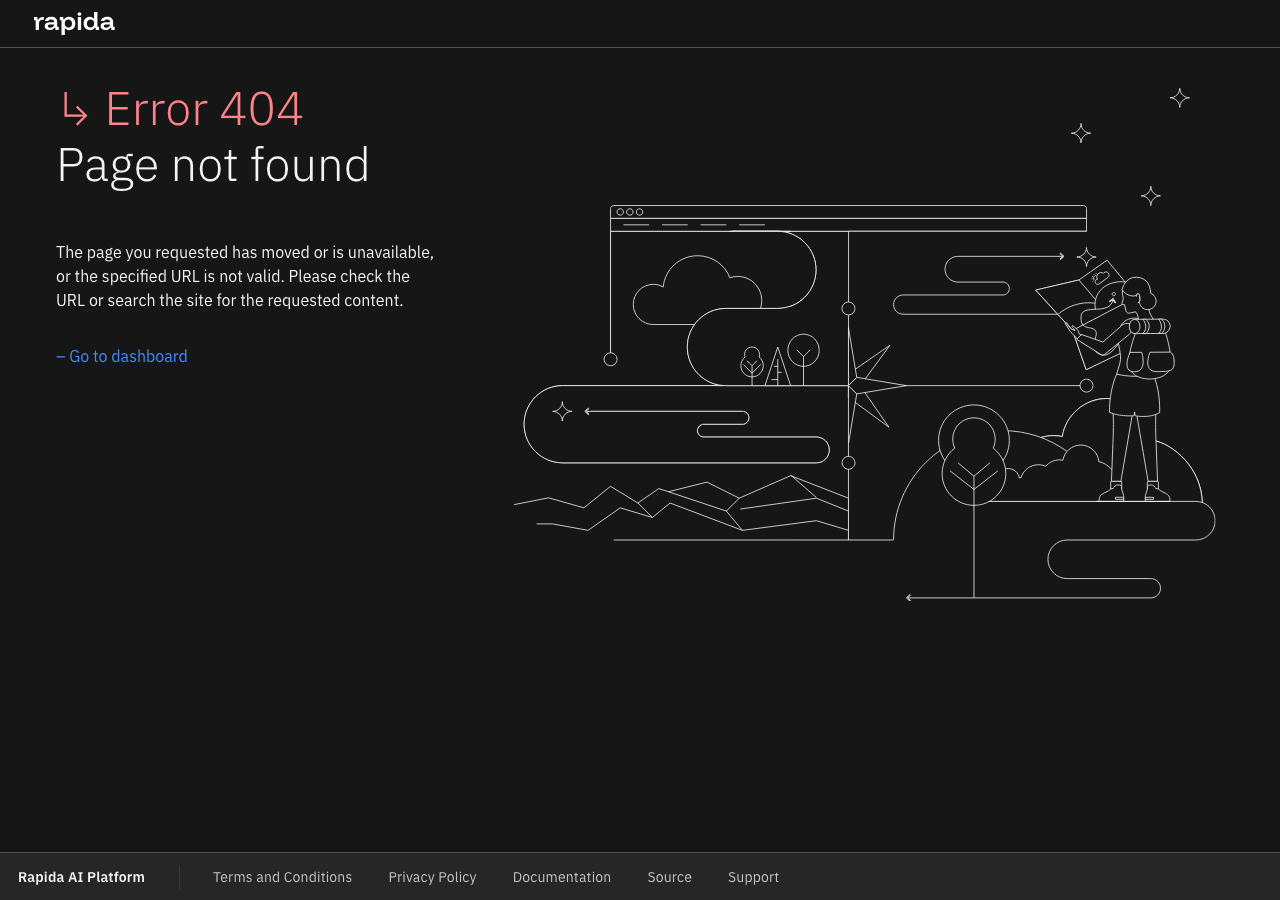 rapida
↳ Error 404
Page not found
The page you requested has moved or is unavailable,
or the specified URL is not valid. Please check the
URL or search the site for the requested content.
– Go to dashboard
Rapida AI Platform
Terms and Conditions
Privacy Policy
Documentation
Source
Support